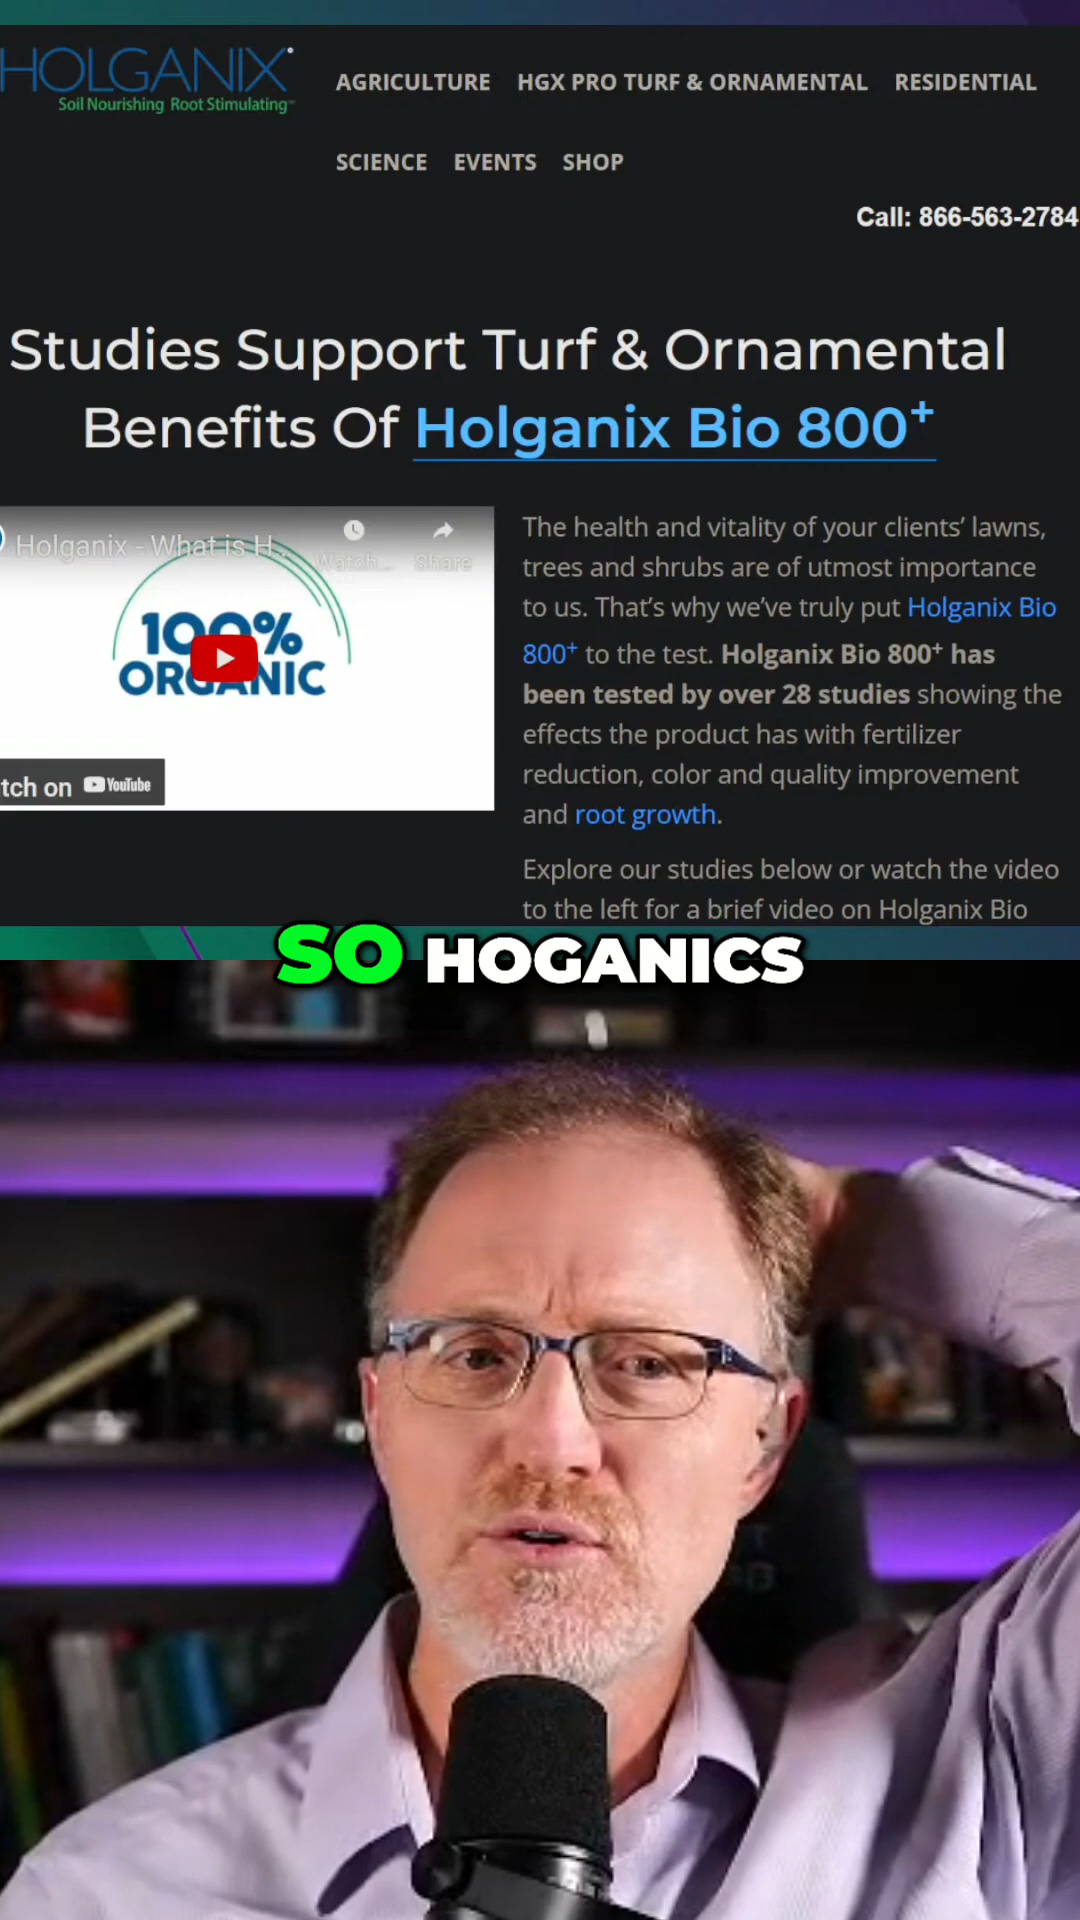 HOLGANIX
Soil Nourishing Root Stimulating
AGRICULTURE HGX PRO TURF & ORNAMENTAL RESIDENTIAL
SCIENCE EVENTS SHOP
Call: 866-563-2784
Studies Support Turf & Ornamental
Benefits Of Holganix Bio 800+
Holganix - What is H...
Watch... Share
100%
ORGANIC
tch on YouTube
The health and vitality of your clients’ lawns,
trees and shrubs are of utmost importance
to us. That’s why we’ve truly put Holganix Bio
800+ to the test. Holganix Bio 800+ has
been tested by over 28 studies showing the
effects the product has with fertilizer
reduction, color and quality improvement
and root growth.
Explore our studies below or watch the video
to the left for a brief video on Holganix Bio
SO HOGANICS